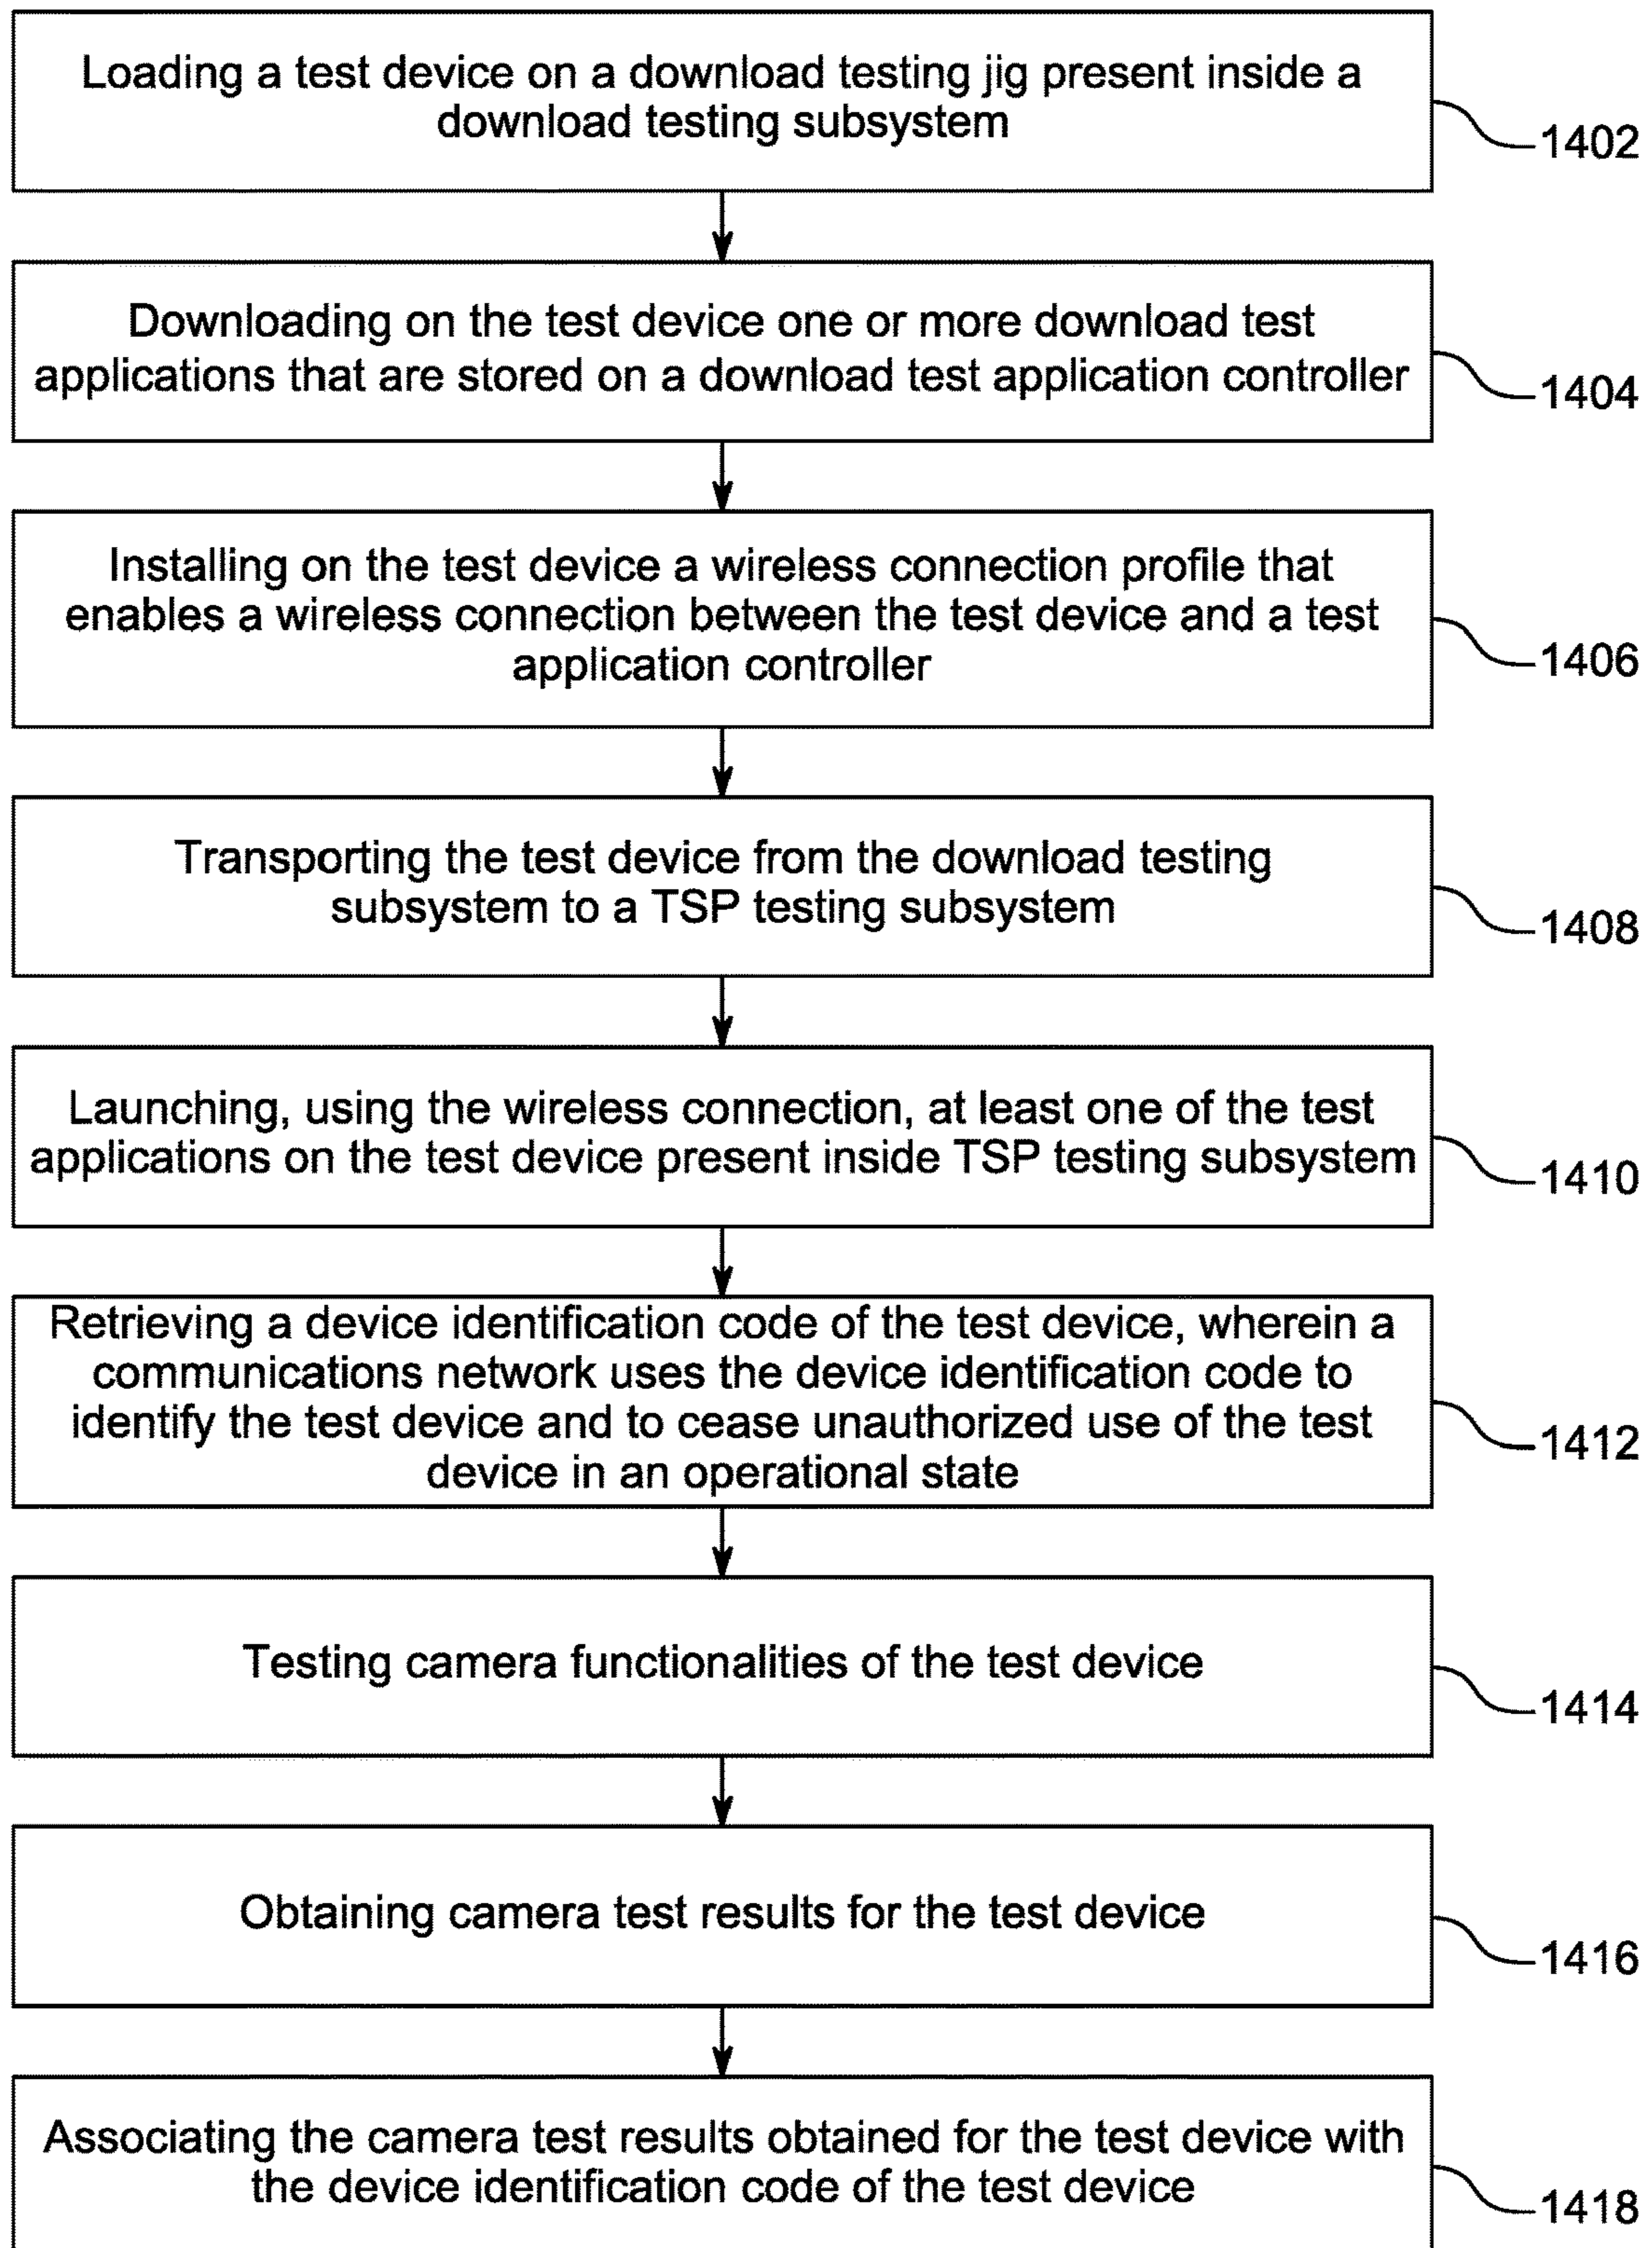 Loading a test device on a download testing jig present inside a
download testing subsystem
1402
Downloading on the test device one or more download test
applications that are stored on a download test application controller
1404
Installing on the test device a wireless connection profile that
enables a wireless connection between the test device and a test
application controller
1406
Transporting the test device from the download testing
subsystem to a TSP testing subsystem
1408
Launching, using the wireless connection, at least one of the test
applications on the test device present inside TSP testing subsystem
1410
Retrieving a device identification code of the test device, wherein a
communications network uses the device identification code to
identify the test device and to cease unauthorized use of the test
device in an operational state
1412
Testing camera functionalities of the test device
1414
Obtaining camera test results for the test device
1416
Associating the camera test results obtained for the test device with
the device identification code of the test device
1418